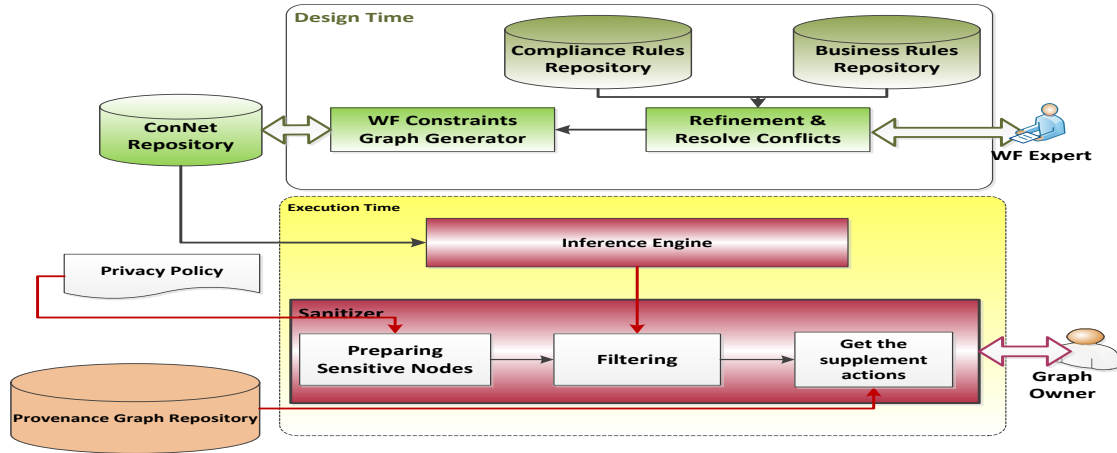 Design Time
Compliance Rules
Repository
Business Rules
Repository
ConNet
Repository
WF Constraints
Graph Generator
Refinement &
Resolve Conflicts
WF Expert
Execution Time
Inference Engine
Privacy Policy
Sanitizer
Preparing
Sensitive Nodes
Filtering
Get the
supplement
actions
Graph
Owner
Provenance Graph Repository